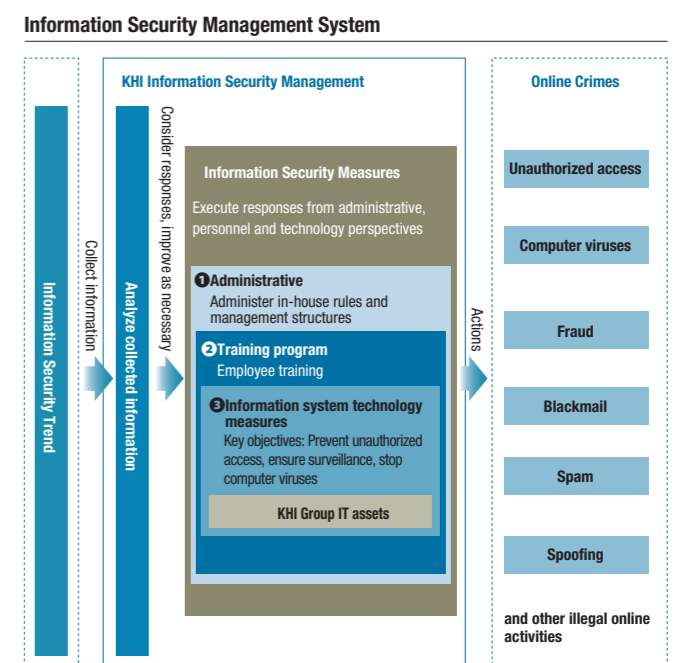 Information Security Management System
Information Security Trend
Collect information
KHI Information Security Management
Analyze collected information
Consider responses, improve as necessary
Information Security Measures
Execute responses from administrative,
personnel and technology perspectives
❶Administrative
Administer in-house rules and
management structures
❷Training program
Employee training
❸Information system technology
measures
Key objectives: Prevent unauthorized
access, ensure surveillance, stop
computer viruses
KHI Group IT assets
Actions
Online Crimes
Unauthorized access
Computer viruses
Fraud
Blackmail
Spam
Spoofing
and other illegal online
activities